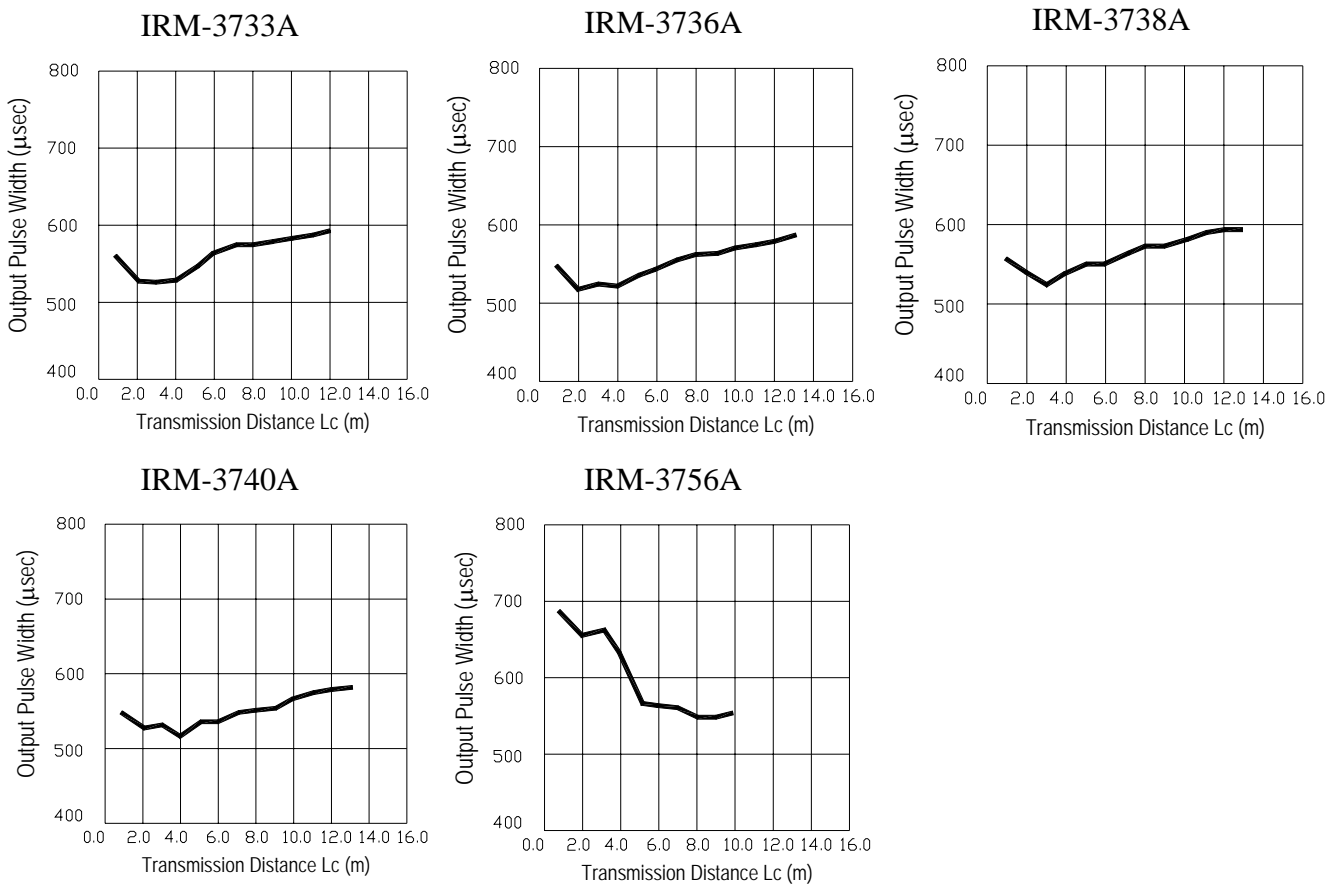 IRM-3733A
800
700
600
500
400
0.0 2.0 4.0 6.0 8.0 10.0 12.0 14.0 16.0
Output Pulse Width (μsec)
Transmission Distance Lc (m)
IRM-3736A
800
700
600
500
400
0.0 2.0 4.0 6.0 8.0 10.0 12.0 14.0 16.0
Output Pulse Width (μsec)
Transmission Distance Lc (m)
IRM-3738A
800
700
600
500
400
0.0 2.0 4.0 6.0 8.0 10.0 12.0 14.0 16.0
Output Pulse Width (μsec)
Transmission Distance Lc (m)
IRM-3740A
800
700
600
500
400
0.0 2.0 4.0 6.0 8.0 10.0 12.0 14.0 16.0
Output Pulse Width (μsec)
Transmission Distance Lc (m)
IRM-3756A
800
700
600
500
400
0.0 2.0 4.0 6.0 8.0 10.0 12.0 14.0 16.0
Output Pulse Width (μsec)
Transmission Distance Lc (m)